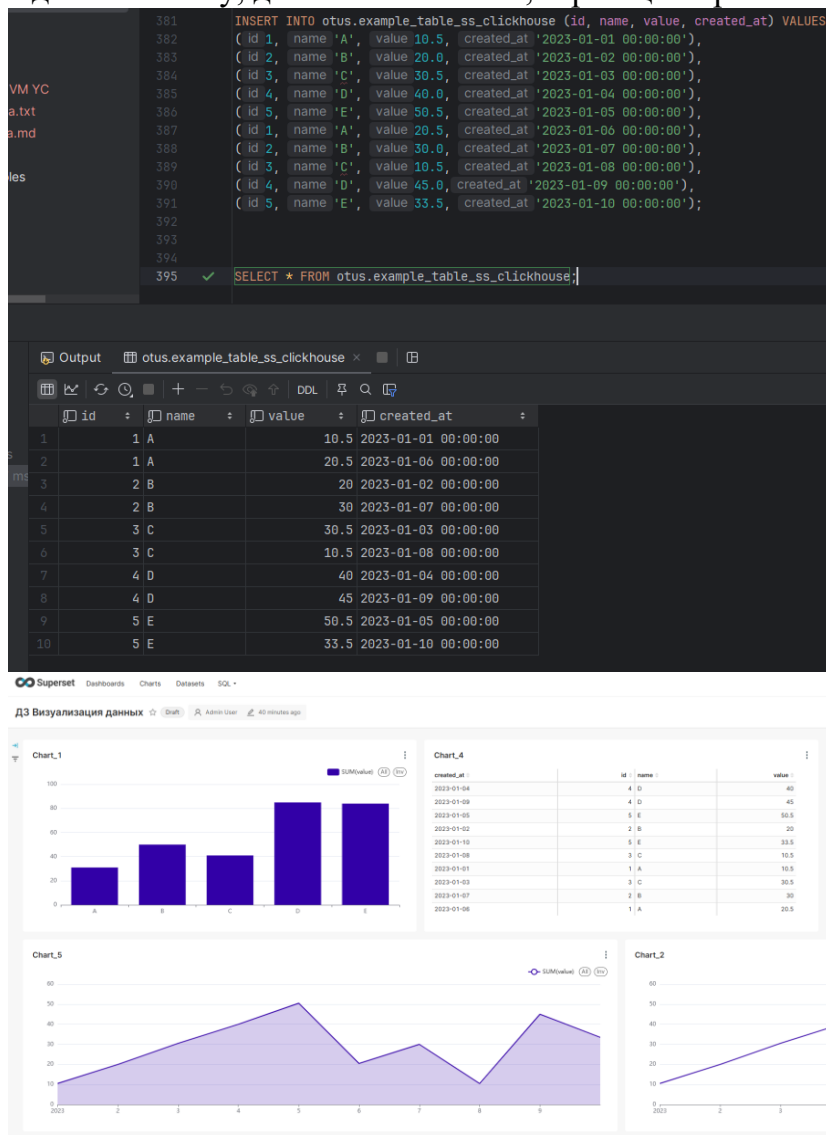 381 INSERT INTO otus.example_table_ss_clickhouse (id, name, value, created_at) VALUES
382 ( id 1, name 'A', value 10.5, created_at '2023-01-01 00:00:00'),
383 ( id 2, name 'B', value 20.0, created_at '2023-01-02 00:00:00'),
384 ( id 3, name 'C', value 30.5, created_at '2023-01-03 00:00:00'),
385 ( id 4, name 'D', value 40.0, created_at '2023-01-04 00:00:00'),
VM YC
386 ( id 5, name 'E', value 50.5, created_at '2023-01-05 00:00:00'),
a.txt
387 ( id 1, name 'A', value 20.5, created_at '2023-01-06 00:00:00'),
a.md
388 ( id 2, name 'B', value 30.0, created_at '2023-01-07 00:00:00'),
389 ( id 3, name 'C', value 10.5, created_at '2023-01-08 00:00:00'),
les
390 ( id 4, name 'D', value 45.0, created_at '2023-01-09 00:00:00'),
391 ( id 5, name 'E', value 33.5, created_at '2023-01-10 00:00:00');
392
393
394
395 SELECT * FROM otus.example_table_ss_clickhouse;
Output otus.example_table_ss_clickhouse ×
DDL
id name value created_at
1 1 A 10.5 2023-01-01 00:00:00
2 1 A 20.5 2023-01-06 00:00:00
ms
3 2 B 20 2023-01-02 00:00:00
4 2 B 30 2023-01-07 00:00:00
5 3 C 30.5 2023-01-03 00:00:00
6 3 C 10.5 2023-01-08 00:00:00
7 4 D 40 2023-01-04 00:00:00
8 4 D 45 2023-01-09 00:00:00
9 5 E 50.5 2023-01-05 00:00:00
10 5 E 33.5 2023-01-10 00:00:00
Superset Dashboards Charts Datasets SQL
ДЗ Визуализация данных Draft Admin User 40 minutes ago
Chart_1
SUM(value) All Inv
100
80
60
40
20
0
A B C D E
Chart_4
created_at id name value
2023-01-04 4 D 40
2023-01-09 4 D 45
2023-01-05 5 E 50.5
2023-01-02 2 B 20
2023-01-10 5 E 33.5
2023-01-08 3 C 10.5
2023-01-01 1 A 10.5
2023-01-03 3 C 30.5
2023-01-07 2 B 30
2023-01-06 1 A 20.5
Chart_5
SUM(value) All Inv
60
50
40
30
20
10
0
2023 2 3 4 5 6 7 8 9
Chart_2
60
50
40
30
20
10
0
2023 2 3